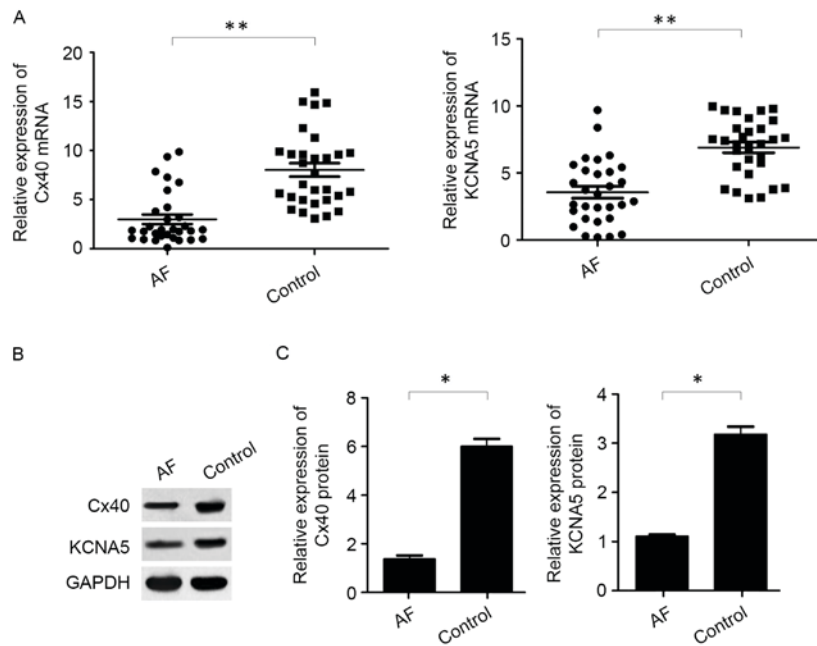 A
**
Relative expression of
Cx40 mRNA
20
15
10
5
0
AF
Control
**
Relative expression of
KCNA5 mRNA
15
10
5
0
AF
Control
B
AF
Control
Cx40
KCNA5
GAPDH
C
*
Relative expression of
Cx40 protein
8
6
4
2
0
AF
Control
*
Relative expression of
KCNA5 protein
4
3
2
1
0
AF
Control